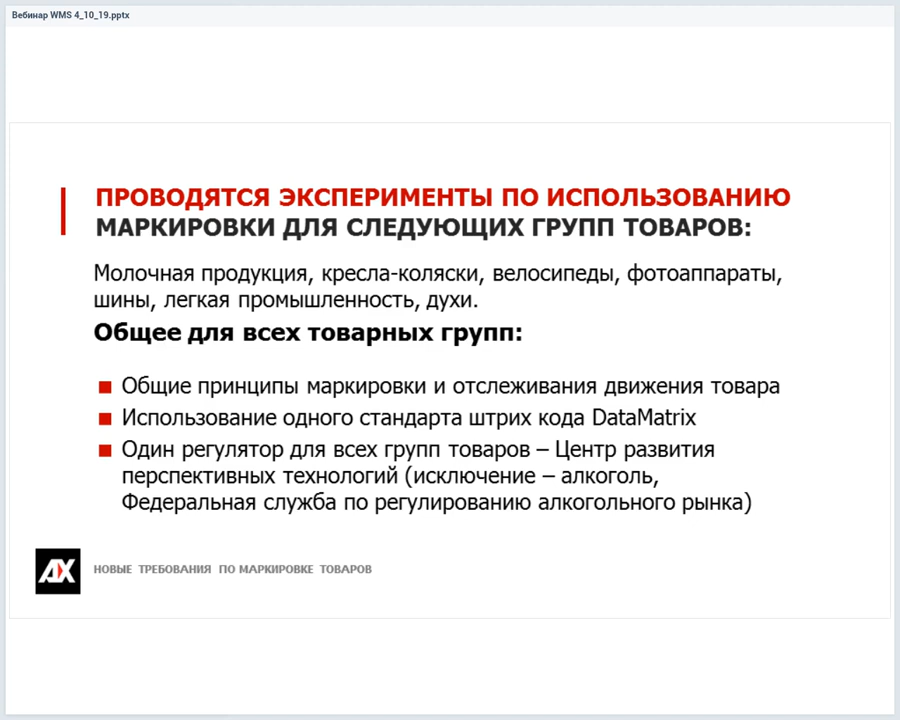 Вебинар WMS 4_10_19.pptx
ПРОВОДЯТСЯ ЭКСПЕРИМЕНТЫ ПО ИСПОЛЬЗОВАНИЮ
МАРКИРОВКИ ДЛЯ СЛЕДУЮЩИХ ГРУПП ТОВАРОВ:
Молочная продукция, кресла-коляски, велосипеды, фотоаппараты,
шины, легкая промышленность, духи.
Общее для всех товарных групп:
Общие принципы маркировки и отслеживания движения товара
Использование одного стандарта штрих кода DataMatrix
Один регулятор для всех групп товаров – Центр развития
перспективных технологий (исключение – алкоголь,
Федеральная служба по регулированию алкогольного рынка)
АХ
НОВЫЕ ТРЕБОВАНИЯ ПО МАРКИРОВКЕ ТОВАРОВ